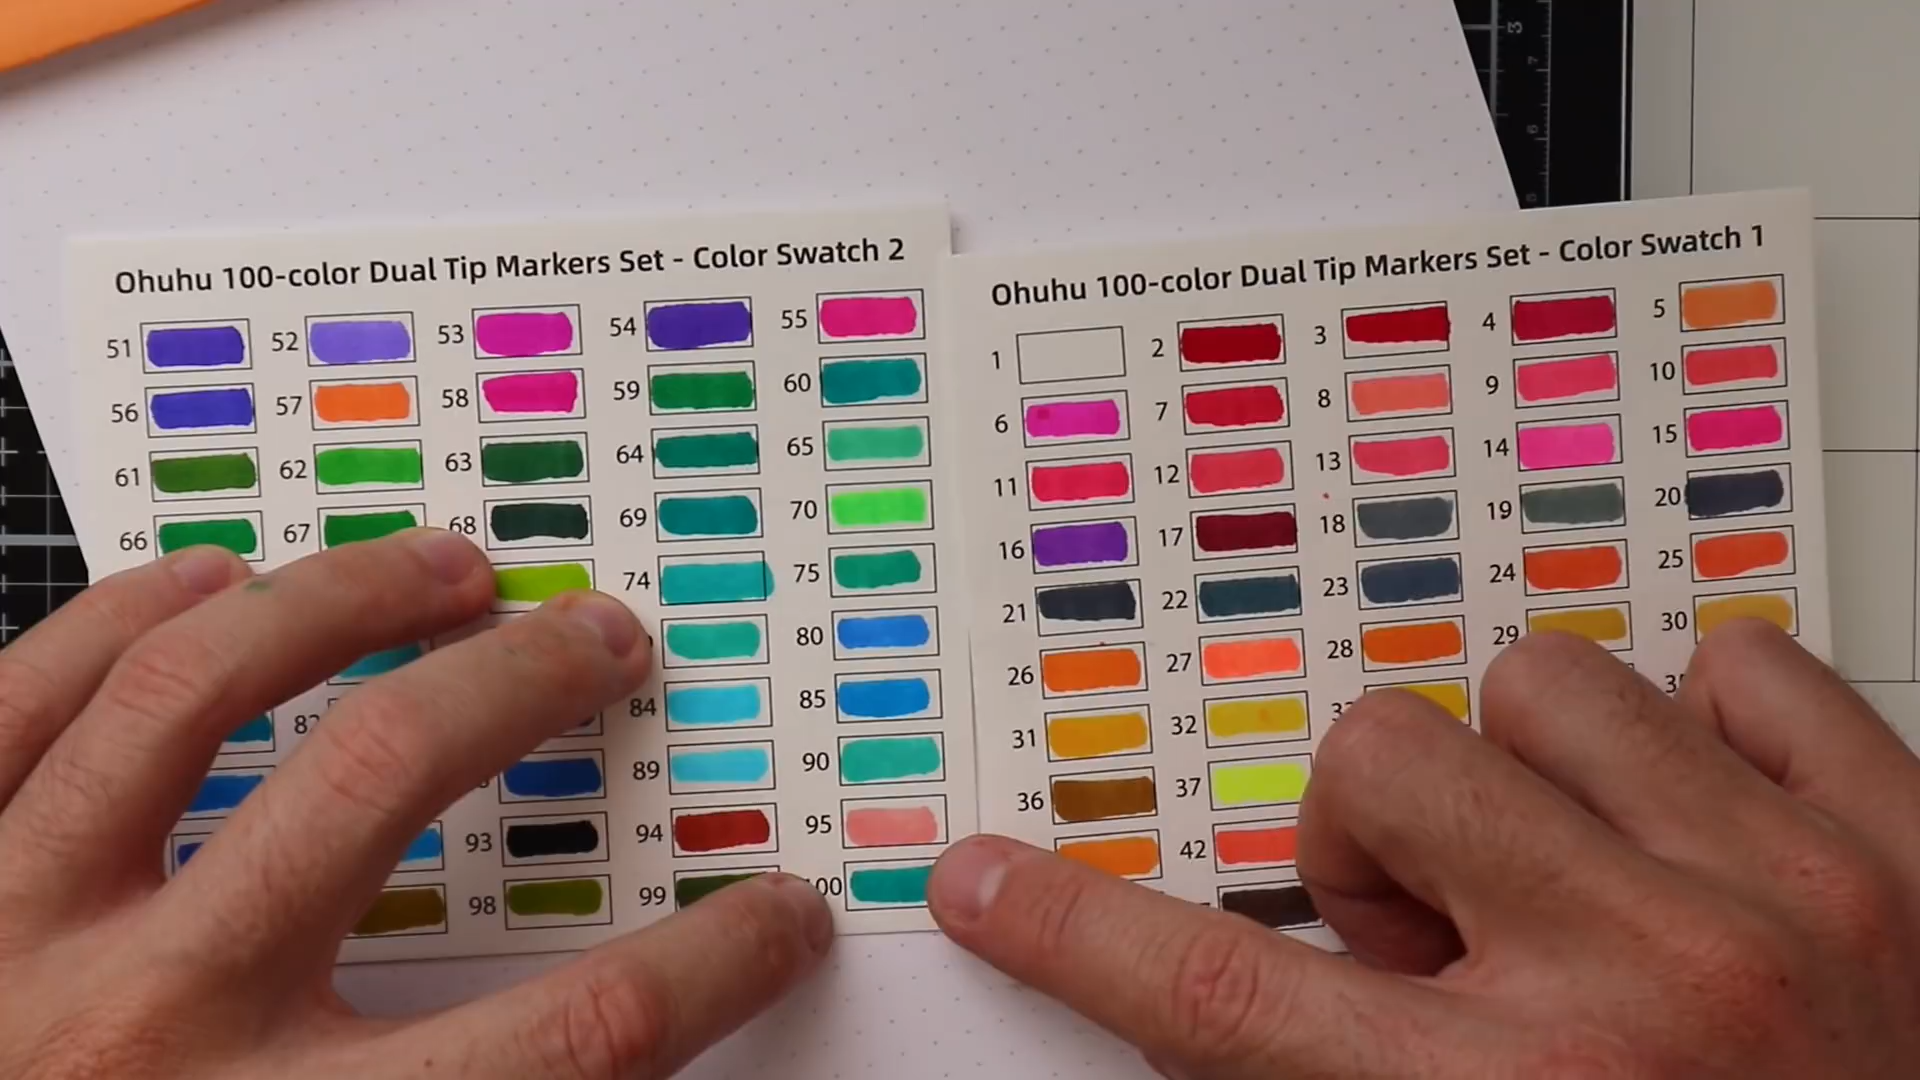 Ohuhu 100-color Dual Tip Markers Set - Color Swatch 2
51 52 53 54 55
56 57 58 59 60
61 62 63 64 65
66 67 68 69 70
74 75
80
84 85
89 90
93 94 95
98 99
Ohuhu 100-color Dual Tip Markers Set - Color Swatch 1
1 2 3 4 5
6 7 8 9 10
11 12 13 14 15
16 17 18 19 20
21 22 23 24 25
26 27 28 29 30
31 32
36 37
42
3
7
6